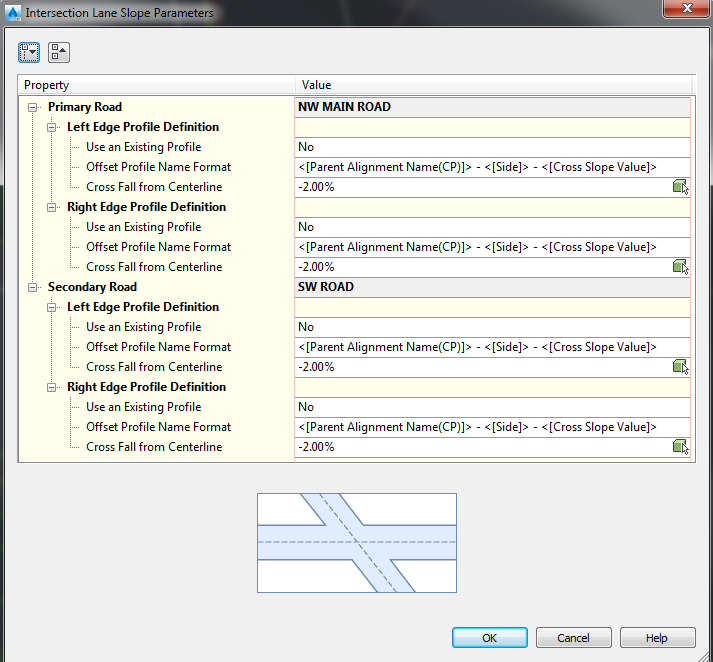 Intersection Lane Slope Parameters
Property Value
Primary Road NW MAIN ROAD
Left Edge Profile Definition
Use an Existing Profile No
Offset Profile Name Format <[Parent Alignment Name(CP)]> - <[Side]> - <[Cross Slope Value]>
Cross Fall from Centerline -2.00%
Right Edge Profile Definition
Use an Existing Profile No
Offset Profile Name Format <[Parent Alignment Name(CP)]> - <[Side]> - <[Cross Slope Value]>
Cross Fall from Centerline -2.00%
Secondary Road SW ROAD
Left Edge Profile Definition
Use an Existing Profile No
Offset Profile Name Format <[Parent Alignment Name(CP)]> - <[Side]> - <[Cross Slope Value]>
Cross Fall from Centerline -2.00%
Right Edge Profile Definition
Use an Existing Profile No
Offset Profile Name Format <[Parent Alignment Name(CP)]> - <[Side]> - <[Cross Slope Value]>
Cross Fall from Centerline -2.00%
OK Cancel Help